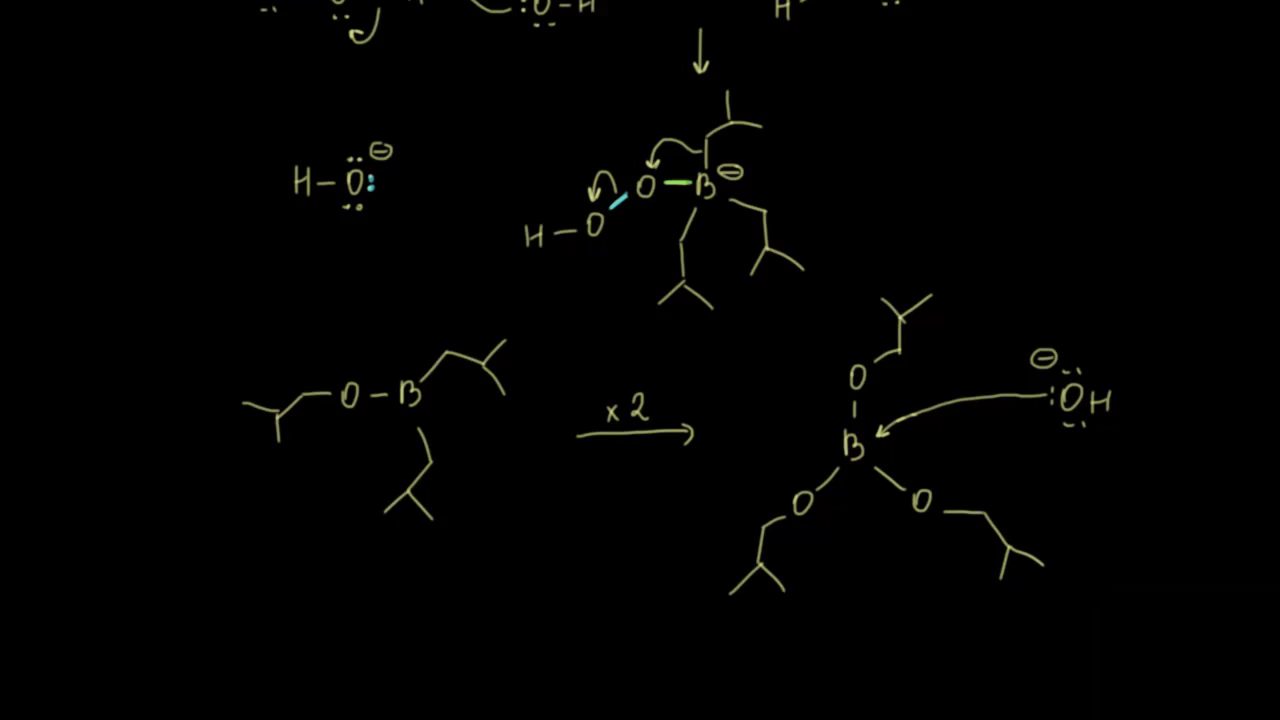 :O-H H
H-O: ⊖
O-B ⊖
H-O
O-B
x 2
O
⊖
:OH
B
O O